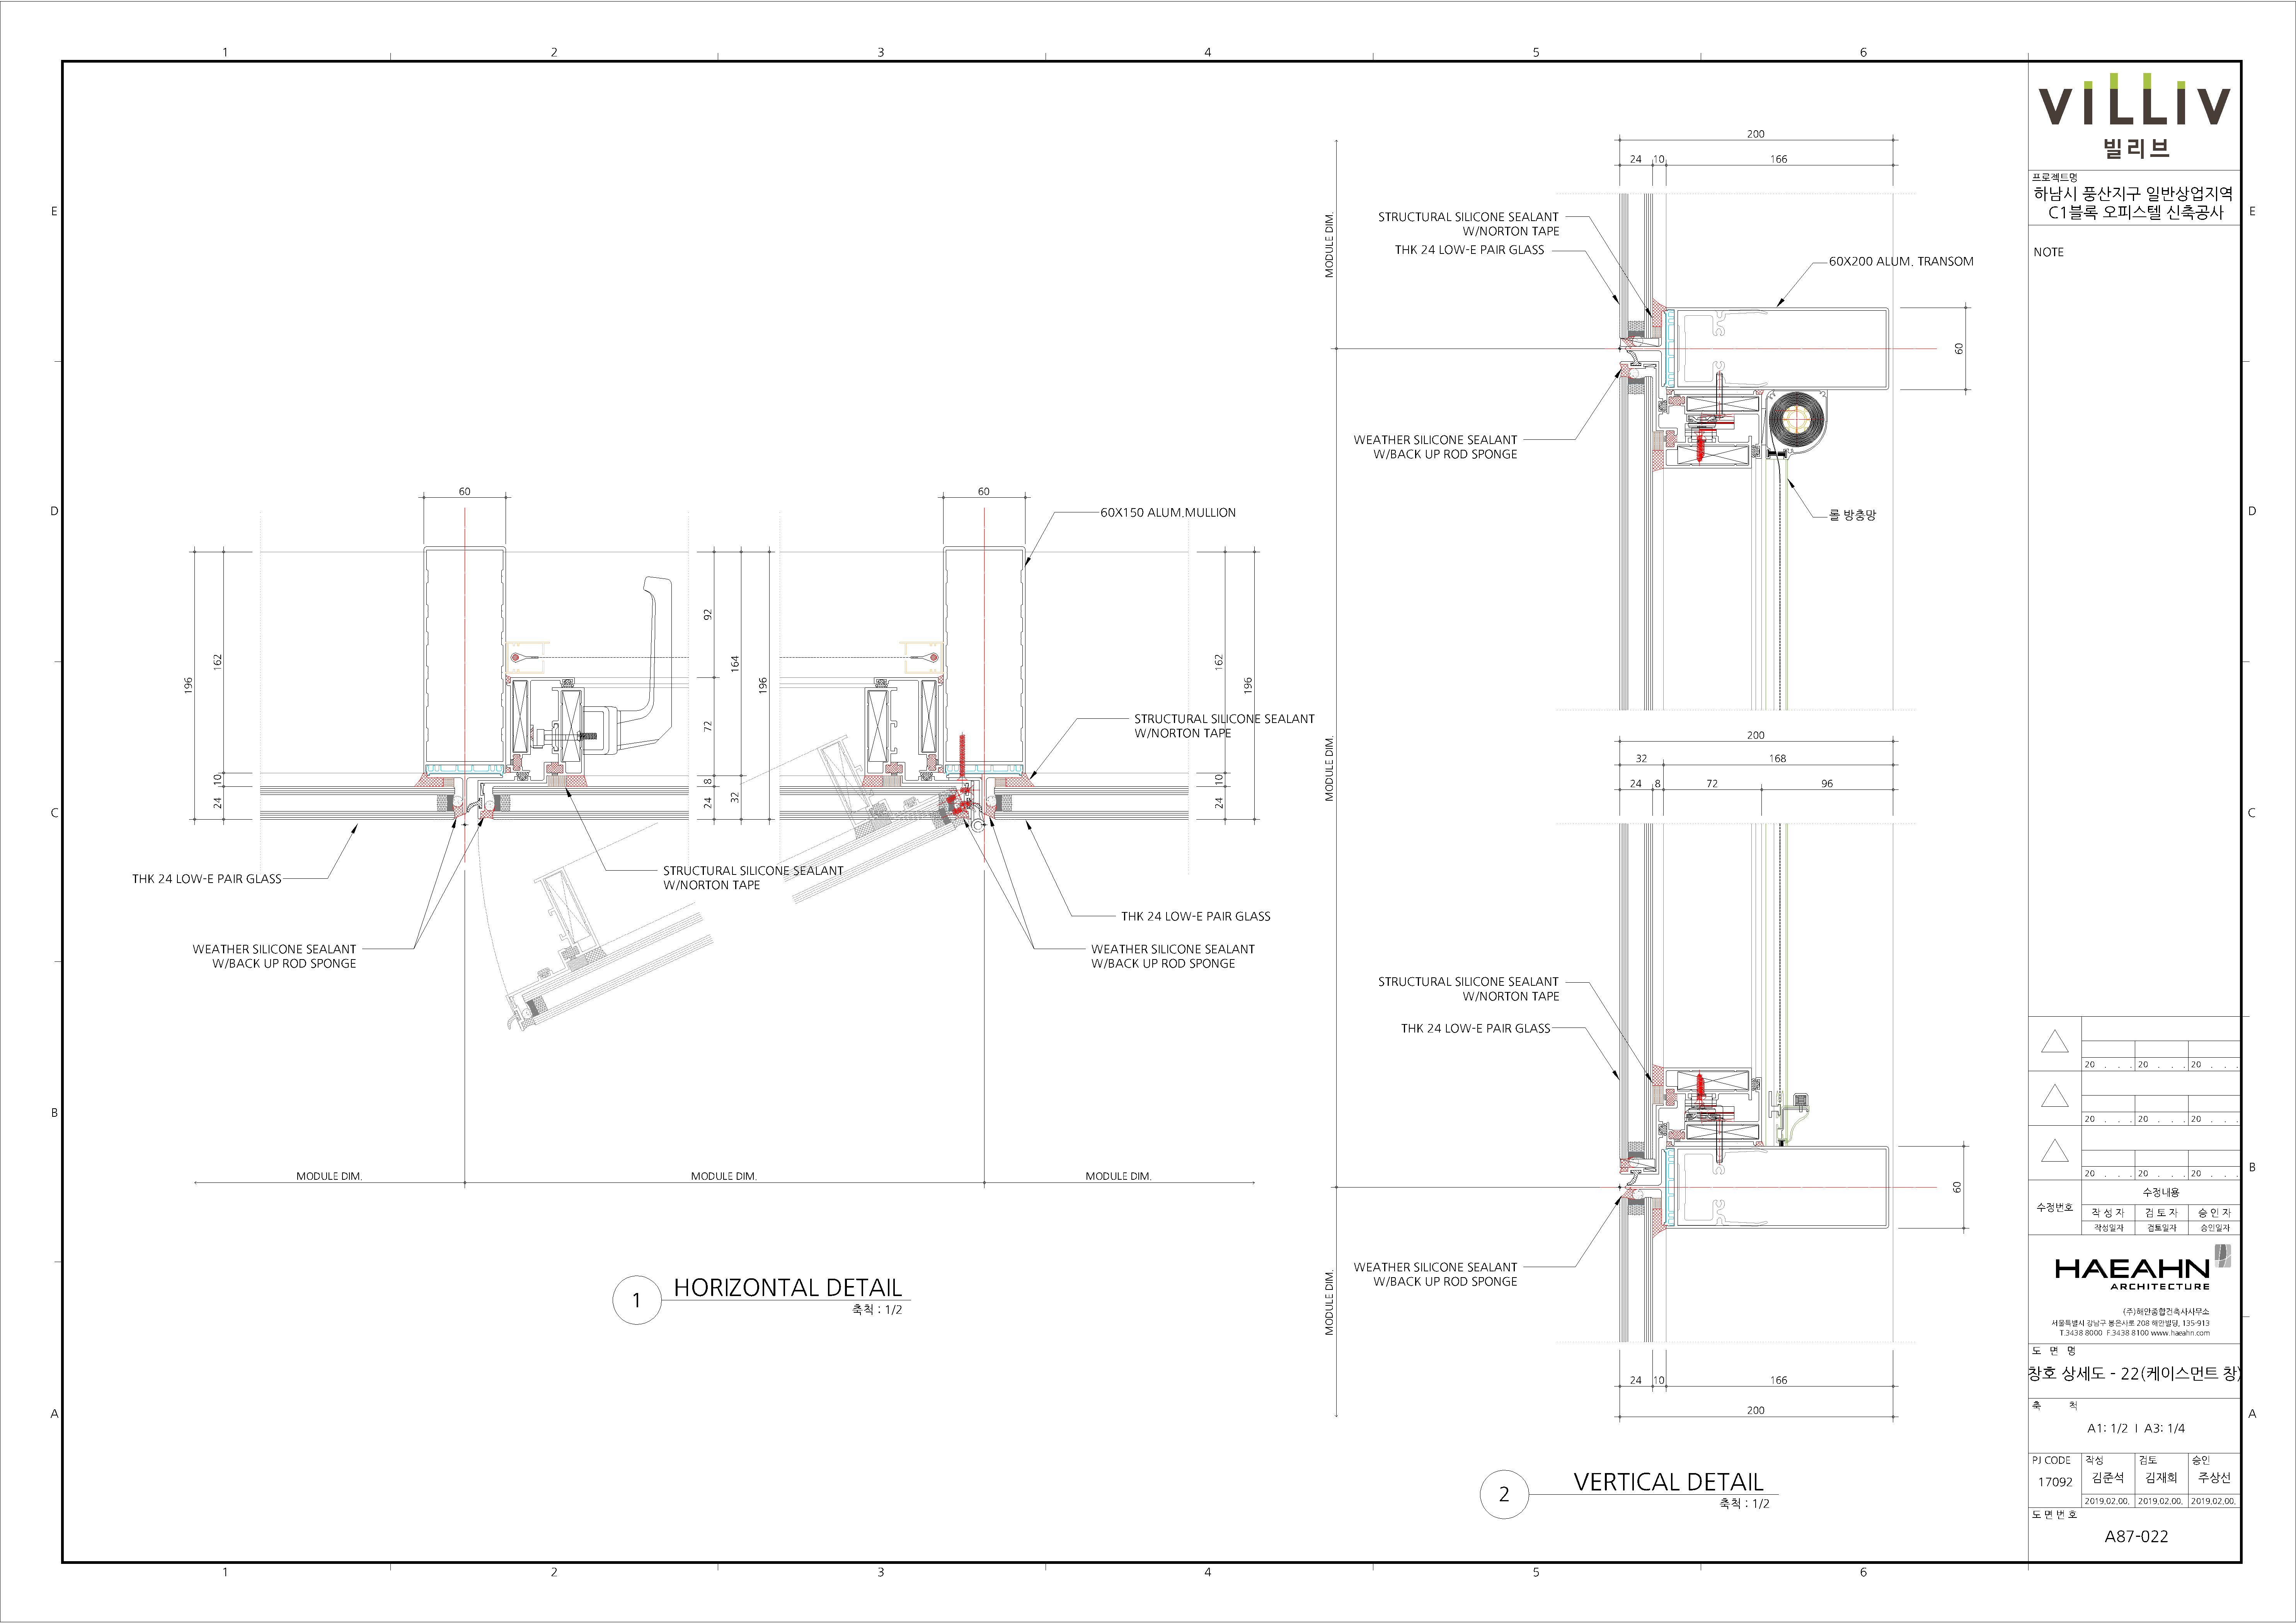 1 2 3 4 5 6
E
D
C
B
A
60
60
60X150 ALUM.MULLION
196
162
10
24
92
72
8
24
164
32
196
162
10
24
196
STRUCTURAL SILICONE SEALANT
W/NORTON TAPE
THK 24 LOW-E PAIR GLASS
STRUCTURAL SILICONE SEALANT
W/NORTON TAPE
THK 24 LOW-E PAIR GLASS
WEATHER SILICONE SEALANT
W/BACK UP ROD SPONGE
WEATHER SILICONE SEALANT
W/BACK UP ROD SPONGE
MODULE DIM.
MODULE DIM.
MODULE DIM.
1
HORIZONTAL DETAIL
축척 : 1/2
200
24 10 166
MODULE DIM.
STRUCTURAL SILICONE SEALANT
W/NORTON TAPE
THK 24 LOW-E PAIR GLASS
60X200 ALUM. TRANSOM
60
WEATHER SILICONE SEALANT
W/BACK UP ROD SPONGE
롤 방충망
MODULE DIM.
200
32 168
24 8 72 96
STRUCTURAL SILICONE SEALANT
W/NORTON TAPE
THK 24 LOW-E PAIR GLASS
60
WEATHER SILICONE SEALANT
W/BACK UP ROD SPONGE
MODULE DIM.
24 10 166
200
2
VERTICAL DETAIL
축척 : 1/2
VILLIV
빌리브
프로젝트명
하남시 풍산지구 일반상업지역
C1블록 오피스텔 신축공사
NOTE
20 . . . 20 . . . 20 . . .
20 . . . 20 . . . 20 . . .
20 . . . 20 . . . 20 . . .
수정번호
수정내용
작 성 자 검 토 자 승 인 자
작성일자 검토일자 승인일자
HAEAHN
ARCHITECTURE
(주)해안종합건축사사무소
서울특별시 강남구 봉은사로 208 해안빌딩, 135-913
T.3438 8000 F.3438 8100 www.haeahn.com
도 면 명
창호 상세도 - 22(케이스먼트 창)
축 척
A1: 1/2 I A3: 1/4
PJ CODE 작성 검토 승인
17092 김준석 김재희 주상선
2019.02.00. 2019.02.00. 2019.02.00.
도 면 번 호
A87-022
E
D
C
B
A
1 2 3 4 5 6